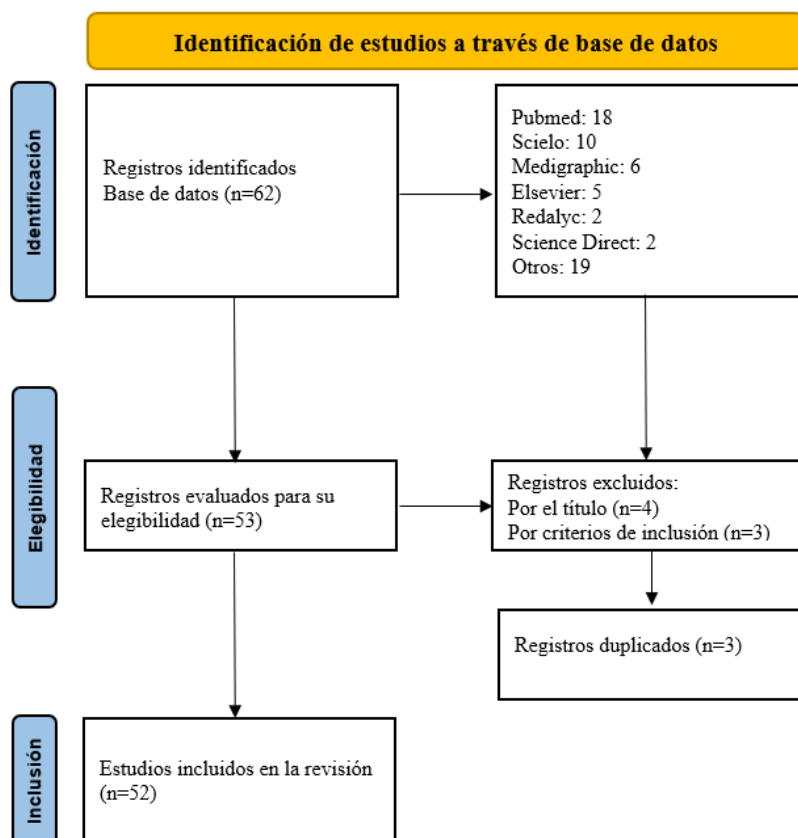 Identificación de estudios a través de base de datos
Identificación
Registros identificados
Base de datos (n=62)
Pubmed: 18
Scielo: 10
Medigraphic: 6
Elsevier: 5
Redalyc: 2
Science Direct: 2
Otros: 19
Elegibilidad
Registros evaluados para su
elegibilidad (n=53)
Registros excluidos:
Por el título (n=4)
Por criterios de inclusión (n=3)
Registros duplicados (n=3)
Inclusión
Estudios incluidos en la revisión
(n=52)